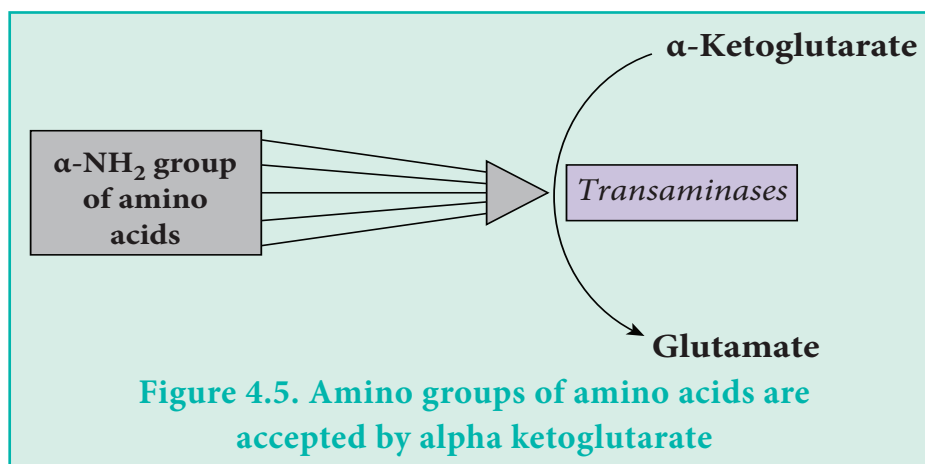 α-Ketoglutarate
α-NH₂ group
of amino
acids
Transaminases
Glutamate
Figure 4.5. Amino groups of amino acids are
accepted by alpha ketoglutarate